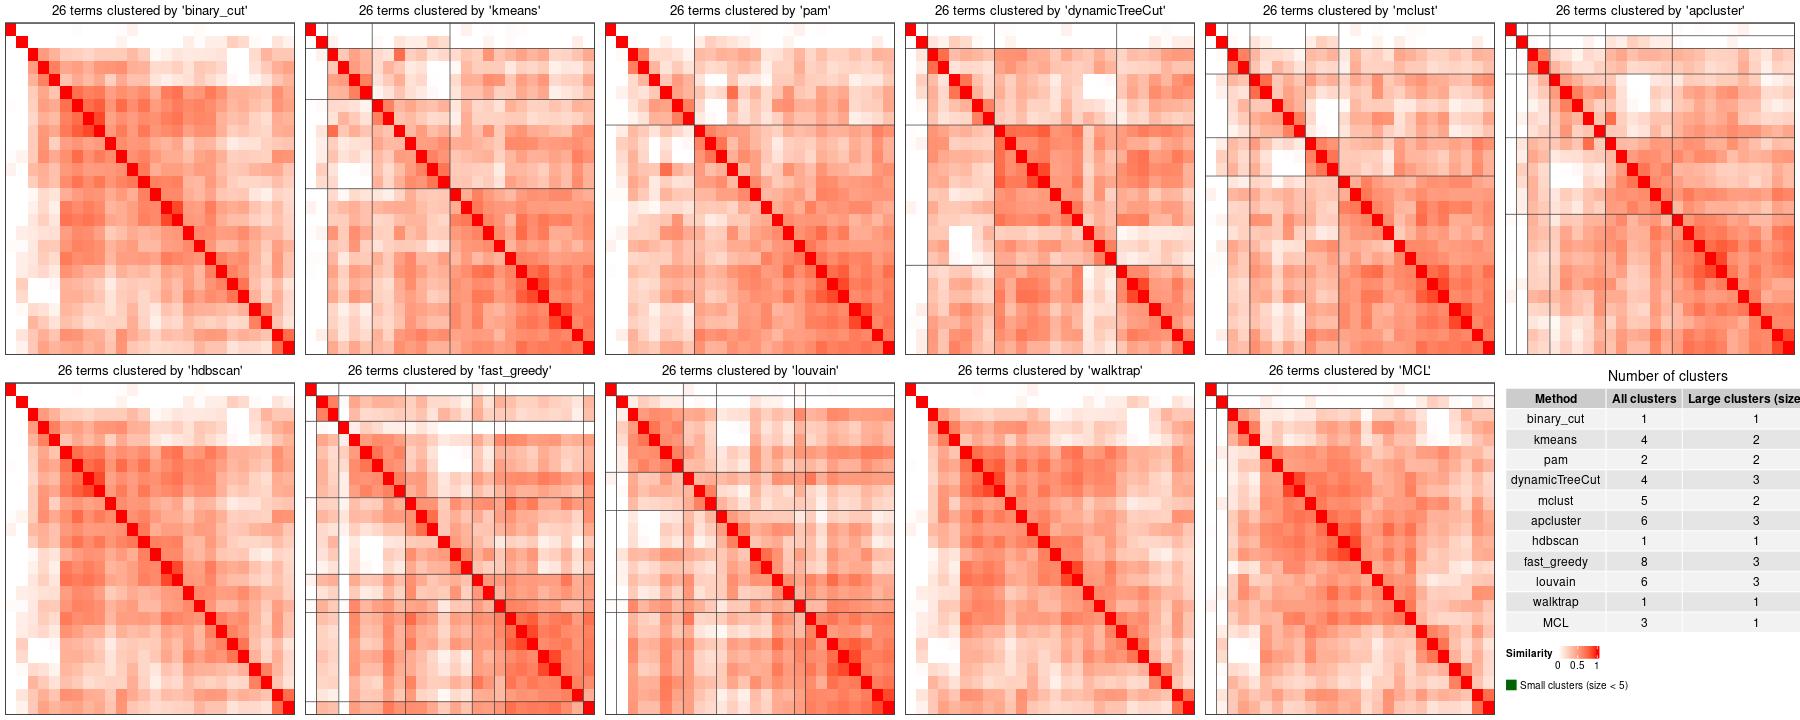 26 terms clustered by 'binary_cut'
26 terms clustered by 'kmeans'
26 terms clustered by 'pam'
26 terms clustered by 'dynamicTreeCut'
26 terms clustered by 'mclust'
26 terms clustered by 'apcluster'
26 terms clustered by 'hdbscan'
26 terms clustered by 'fast_greedy'
26 terms clustered by 'louvain'
26 terms clustered by 'walktrap'
26 terms clustered by 'MCL'
Number of clusters
Method All clusters Large clusters (size
binary_cut 1 1
kmeans 4 2
pam 2 2
dynamicTreeCut 4 3
mclust 5 2
apcluster 6 3
hdbscan 1 1
fast_greedy 8 3
louvain 6 3
walktrap 1 1
MCL 3 1
Similarity
0 0.5 1
Small clusters (size < 5)